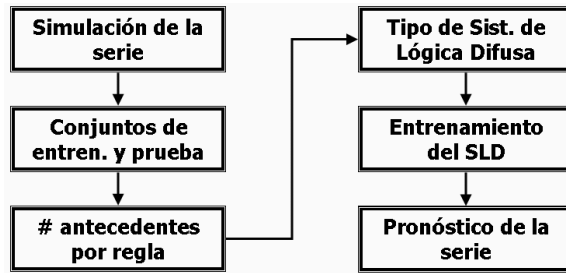 Simulación de la
serie
Conjuntos de
entren. y prueba
# antecedentes
por regla
Tipo de Sist. de
Lógica Difusa
Entrenamiento
del SLD
Pronóstico de la
serie